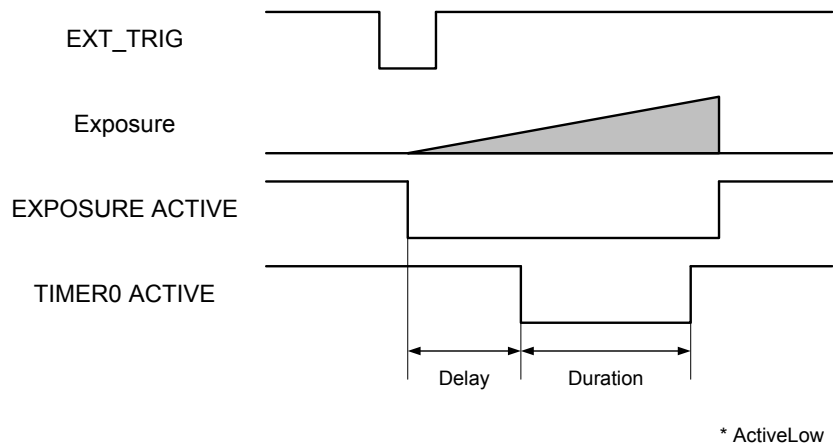 EXT_TRIG
Exposure
EXPOSURE ACTIVE
TIMER0 ACTIVE
Delay
Duration
* ActiveLow